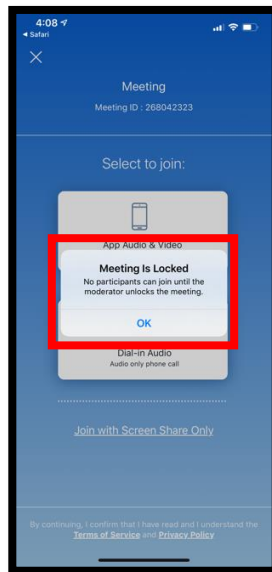 4:08
Safari
Meeting
Meeting ID : 268042323
Select to join:
App Audio & Video
Meeting Is Locked
No participants can join until the
moderator unlocks the meeting.
OK
Dial-in Audio
Audio only phone call
Join with Screen Share Only
By continuing, I confirm that I have read and I understand the
Terms of Service and Privacy Policy